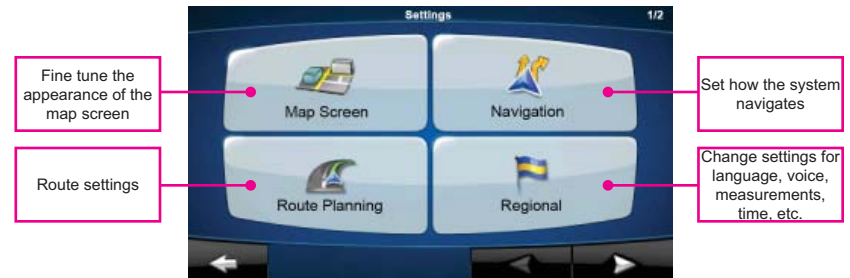 Settings
1/2
Fine tune the
appearance of the
map screen
Map Screen
Navigation
Set how the system
navigates
Route settings
Route Planning
Regional
Change settings for
language, voice,
measurements,
time, etc.